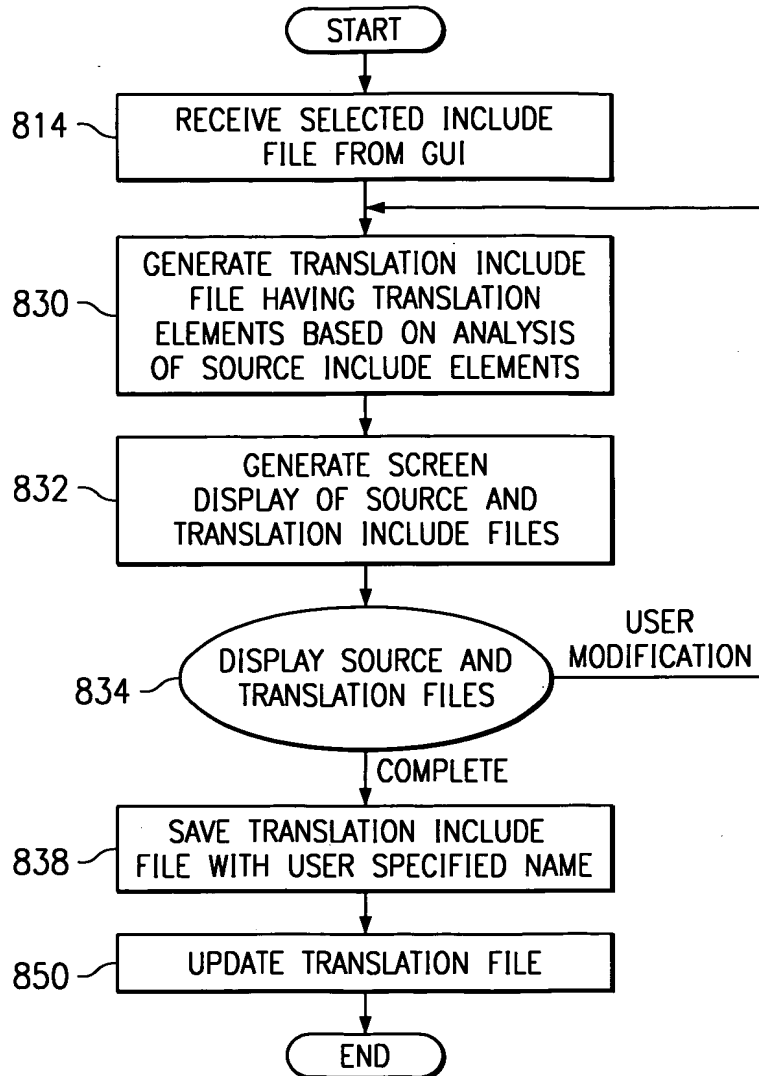 START
814
RECEIVE SELECTED INCLUDE
FILE FROM GUI
830
GENERATE TRANSLATION INCLUDE
FILE HAVING TRANSLATION
ELEMENTS BASED ON ANALYSIS
OF SOURCE INCLUDE ELEMENTS
832
GENERATE SCREEN
DISPLAY OF SOURCE AND
TRANSLATION INCLUDE FILES
834
DISPLAY SOURCE AND
TRANSLATION FILES
USER
MODIFICATION
COMPLETE
838
SAVE TRANSLATION INCLUDE
FILE WITH USER SPECIFIED NAME
850
UPDATE TRANSLATION FILE
END